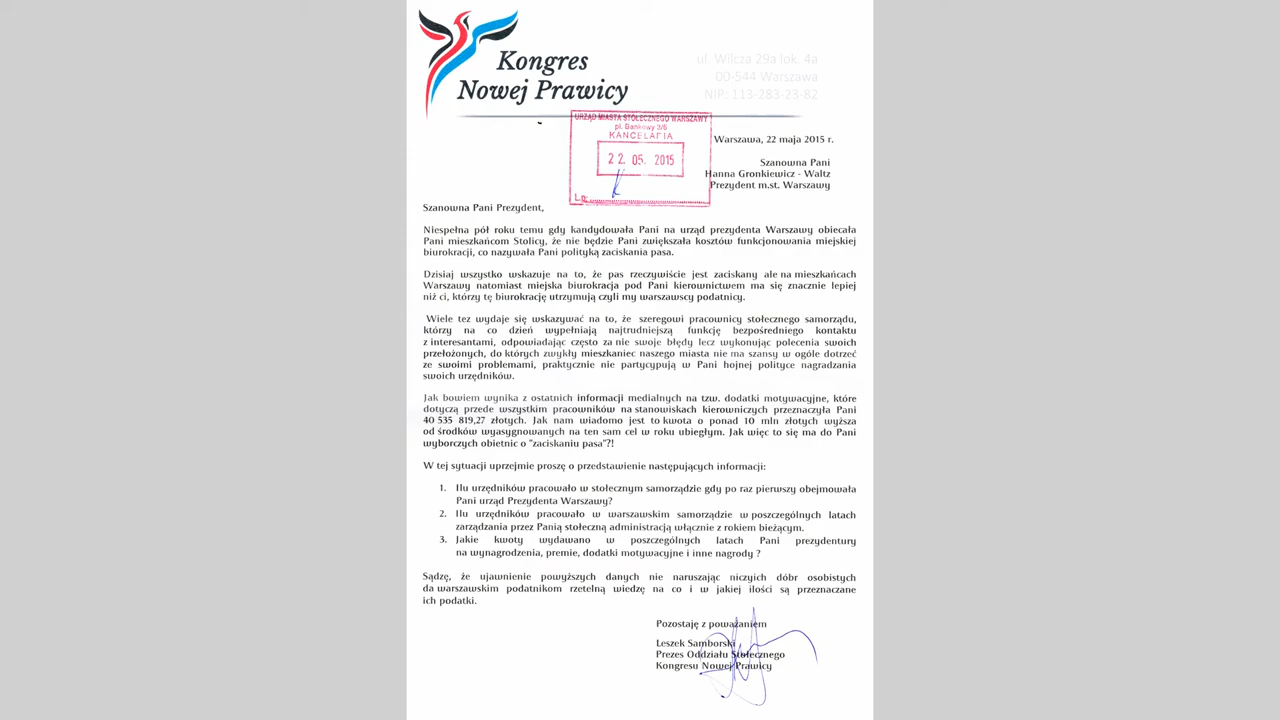 Kongres
Nowej Prawicy
ul. Wilcza 29a lok. 4a
00-544 Warszawa
NIP: 113-283-23-82
URZĄD MIASTA STOŁECZNEGO WARSZAWY
pl. Bankowy 3/5
KANCELARIA
22. 05. 2015
L.p.
Warszawa, 22 maja 2015 r.
Szanowna Pani
Hanna Gronkiewicz - Waltz
Prezydent m.st. Warszawy
Szanowna Pani Prezydent,
Niespełna pół roku temu gdy kandydowała Pani na urząd prezydenta Warszawy obiecała
Pani mieszkańcom Stolicy, że nie będzie Pani zwiększała kosztów funkcjonowania miejskiej
biurokracji, co nazywała Pani polityką zaciskania pasa.
Dzisiaj wszystko wskazuje na to, że pas rzeczywiście jest zaciskany ale na mieszkańcach
Warszawy natomiast miejska biurokracja pod Pani kierownictwem ma się znacznie lepiej
niż ci, którzy tę biurokrację utrzymują czyli my warszawscy podatnicy.
Wiele tez wydaje się wskazywać na to, że szeregowi pracownicy stołecznego samorządu,
którzy na co dzień wypełniają najtrudniejszą funkcję bezpośredniego kontaktu
z interesantami, odpowiadając często za nie swoje błędy lecz wykonując polecenia swoich
przełożonych, do których zwykły mieszkaniec naszego miasta nie ma szansy w ogóle dotrzeć
ze swoimi problemami, praktycznie nie partycypują w Pani hojnej polityce nagradzania
swoich urzędników.
Jak bowiem wynika z ostatnich informacji medialnych na tzw. dodatki motywacyjne, które
dotyczą przede wszystkim pracowników na stanowiskach kierowniczych przeznaczyła Pani
40 535 819,27 złotych. Jak nam wiadomo jest to kwota o ponad 10 mln złotych wyższa
od środków wyasygnowanych na ten sam cel w roku ubiegłym. Jak więc to się ma do Pani
wyborczych obietnic o "zaciskaniu pasa"?!
W tej sytuacji uprzejmie proszę o przedstawienie następujących informacji:
1. Ilu urzędników pracowało w stołecznym samorządzie gdy po raz pierwszy obejmowała
Pani urząd Prezydenta Warszawy?
2. Ilu urzędników pracowało w warszawskim samorządzie w poszczególnych latach
zarządzania przez Panią stołeczną administracją włącznie z rokiem bieżącym.
3. Jakie kwoty wydawano w poszczególnych latach Pani prezydentury
na wynagrodzenia, premie, dodatki motywacyjne i inne nagrody ?
Sądzę, że ujawnienie powyższych danych nie naruszając niczyich dóbr osobistych
da warszawskim podatnikom rzetelną wiedzę na co i w jakiej ilości są przeznaczane
ich podatki.
Pozostaję z poważaniem
Leszek Samborski
Prezes Oddziału Stołecznego
Kongresu Nowej Prawicy